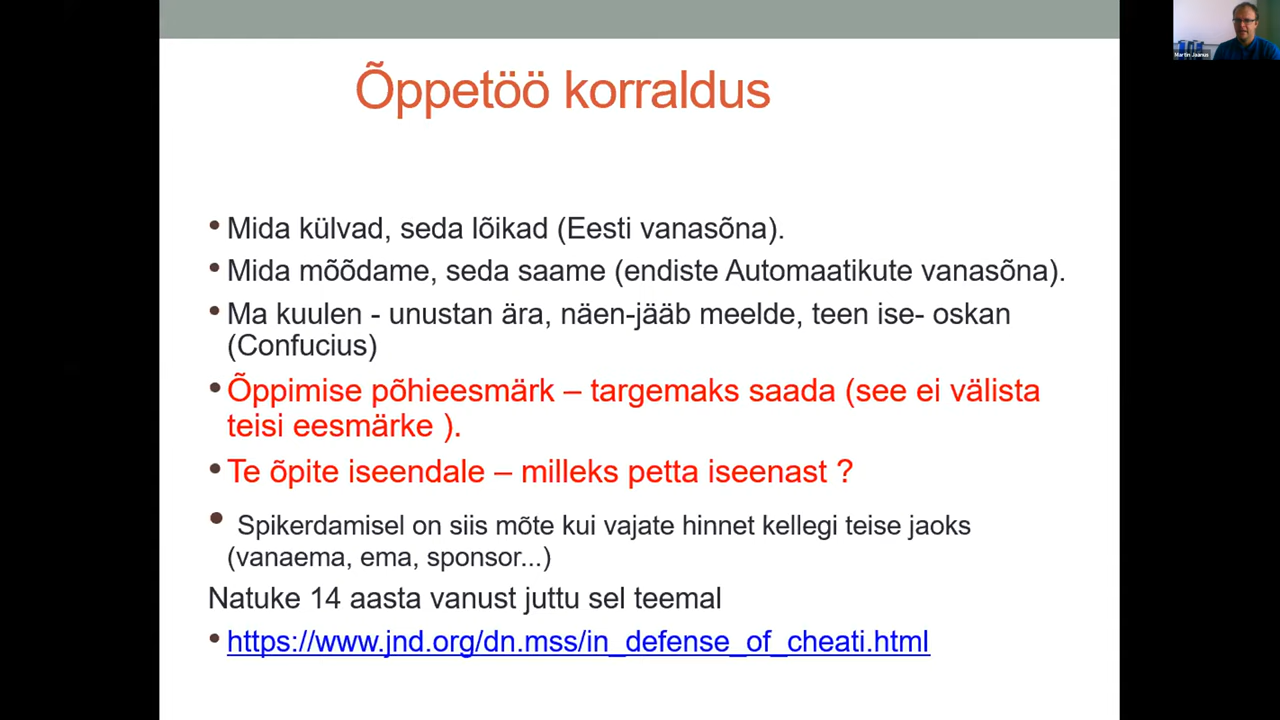 Õppetöö korraldus
Martin Jaanus
• Mida külvad, seda lõikad (Eesti vanasõna).
• Mida mõõdame, seda saame (endiste Automaatikute vanasõna).
• Ma kuulen - unustan ära, näen-jääb meelde, teen ise- oskan
(Confucius)
• Õppimise põhieesmärk – targemaks saada (see ei välista
teisi eesmärke ).
• Te õpite iseendale – milleks petta iseenast ?
• Spikerdamisel on siis mõte kui vajate hinnet kellegi teise jaoks
(vanaema, ema, sponsor...)
Natuke 14 aasta vanust juttu sel teemal
• https://www.jnd.org/dn.mss/in_defense_of_cheati.html